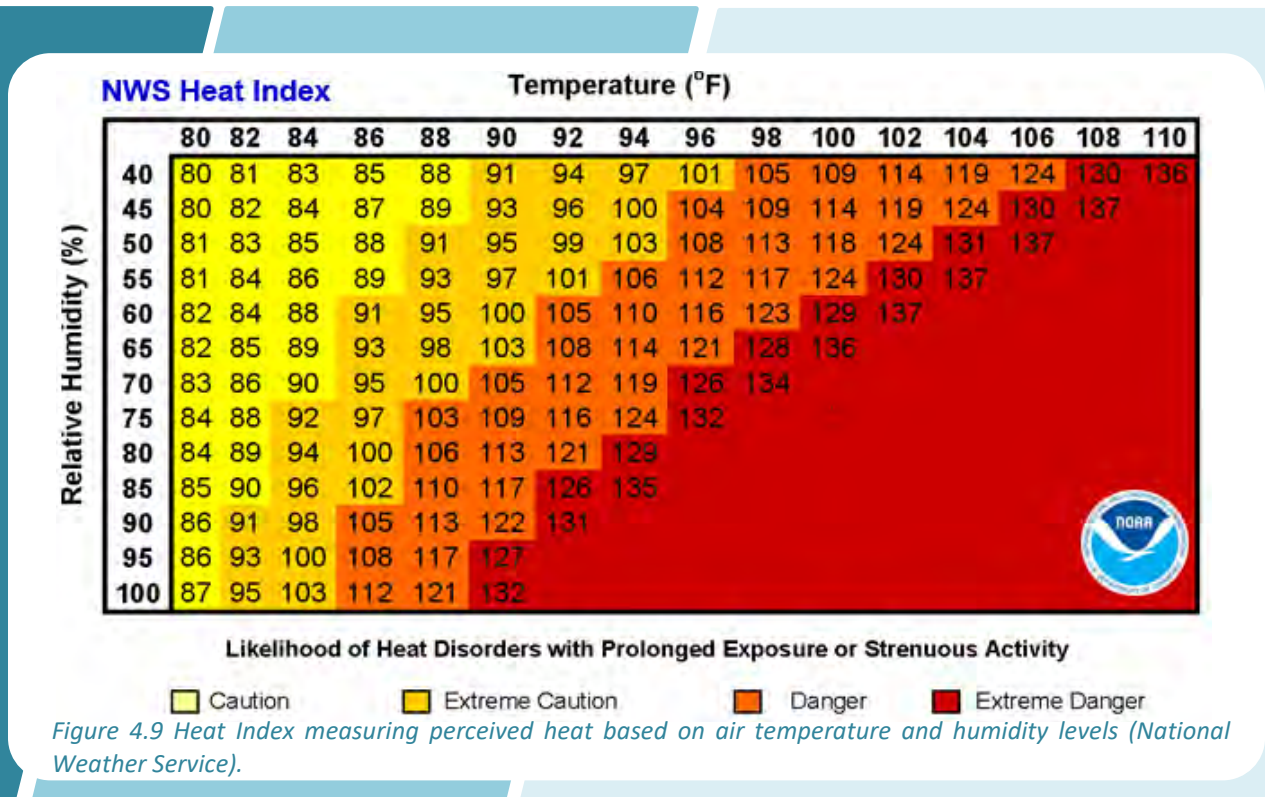 NWS Heat Index
Temperature (°F)
80 82 84 86 88 90 92 94 96 98 100 102 104 106 108 110
Relative Humidity (%)
40 80 81 83 85 88 91 94 97 101 105 109 114 119 124 130 136
45 80 82 84 87 89 93 96 100 104 109 114 119 124 130 137
50 81 83 85 88 91 95 99 103 108 113 118 124 131 137
55 81 84 86 89 93 97 101 106 112 117 124 130 137
60 82 84 88 91 95 100 105 110 116 123 129 137
65 82 85 89 93 98 103 108 114 121 128 136
70 83 86 90 95 100 105 112 119 126 134
75 84 88 92 97 103 109 116 124 132
80 84 89 94 100 106 113 121 129
85 85 90 96 102 110 117 126 135
90 86 91 98 105 113 122 131
95 86 93 100 108 117 127
100 87 95 103 112 121 132
NOAA
Likelihood of Heat Disorders with Prolonged Exposure or Strenuous Activity
Caution Extreme Caution Danger Extreme Danger
Figure 4.9 Heat Index measuring perceived heat based on air temperature and humidity levels (National
Weather Service).